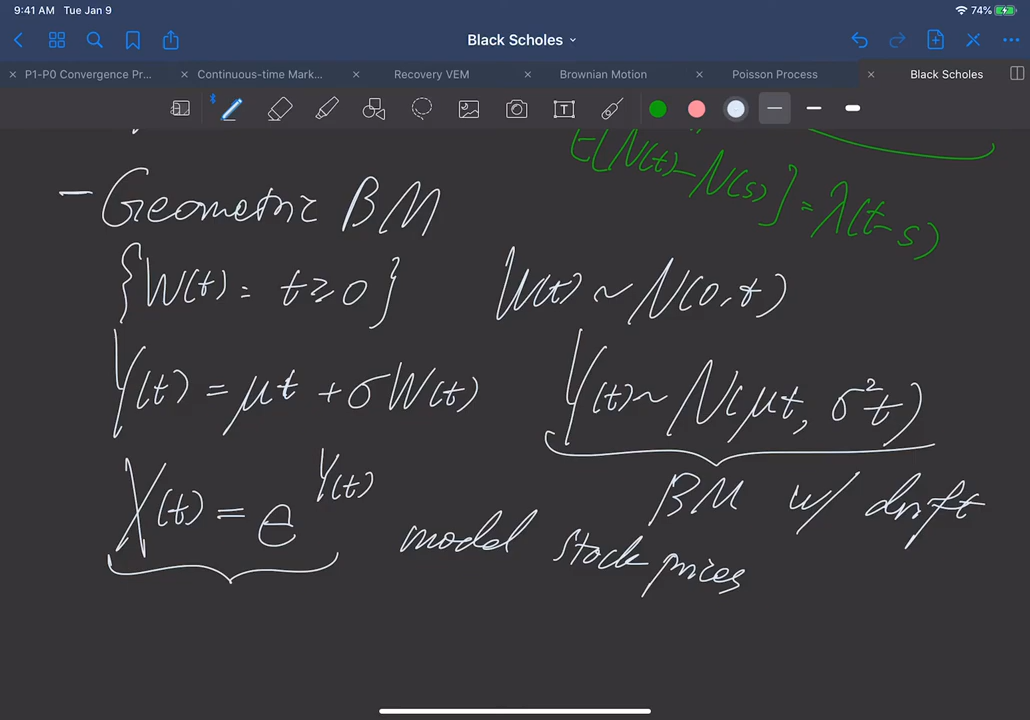 9:41 AM Tue Jan 9
74%
Black Scholes
P1-P0 Convergence Pr...
Continuous-time Mark...
Recovery VEM
Brownian Motion
Poisson Process
Black Scholes
E[N(t)-N(s)] = λ(t-s)
- Geometric BM
{W(t): t≥0} W(t) ~ N(0,t)
Y(t) = μt + σW(t) Y(t) ~ N(μt, σ²t)
BM w/ drift
X(t) = e^Y(t) model stock prices